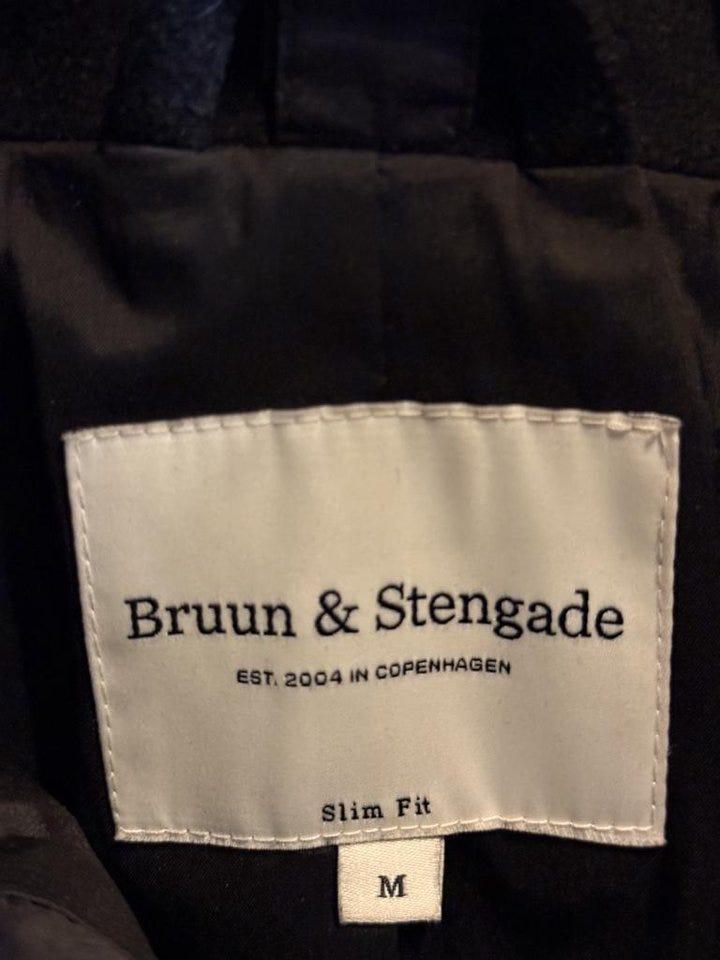 Bruun & Stengade
EST. 2004 IN COPENHAGEN
Slim Fit
M